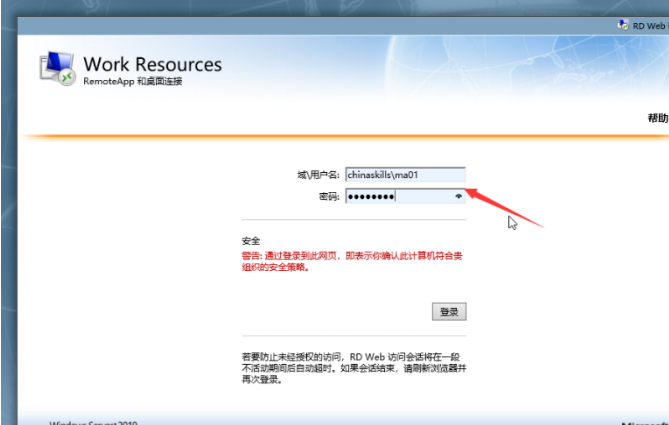 RD Web
Work Resources
RemoteApp 和桌面连接
帮助
域\用户名: chinaskills\ma01
密码: ●●●●●●●●
安全
警告: 通过登录到此网页，即表示你确认此计算机符合贵
组织的安全策略。
登录
若要防止未经授权的访问，RD Web 访问会话将在一段
不活动期间后自动超时。如果会话结束，请刷新浏览器并
再次登录。
Windows Server 2019
Microsoft